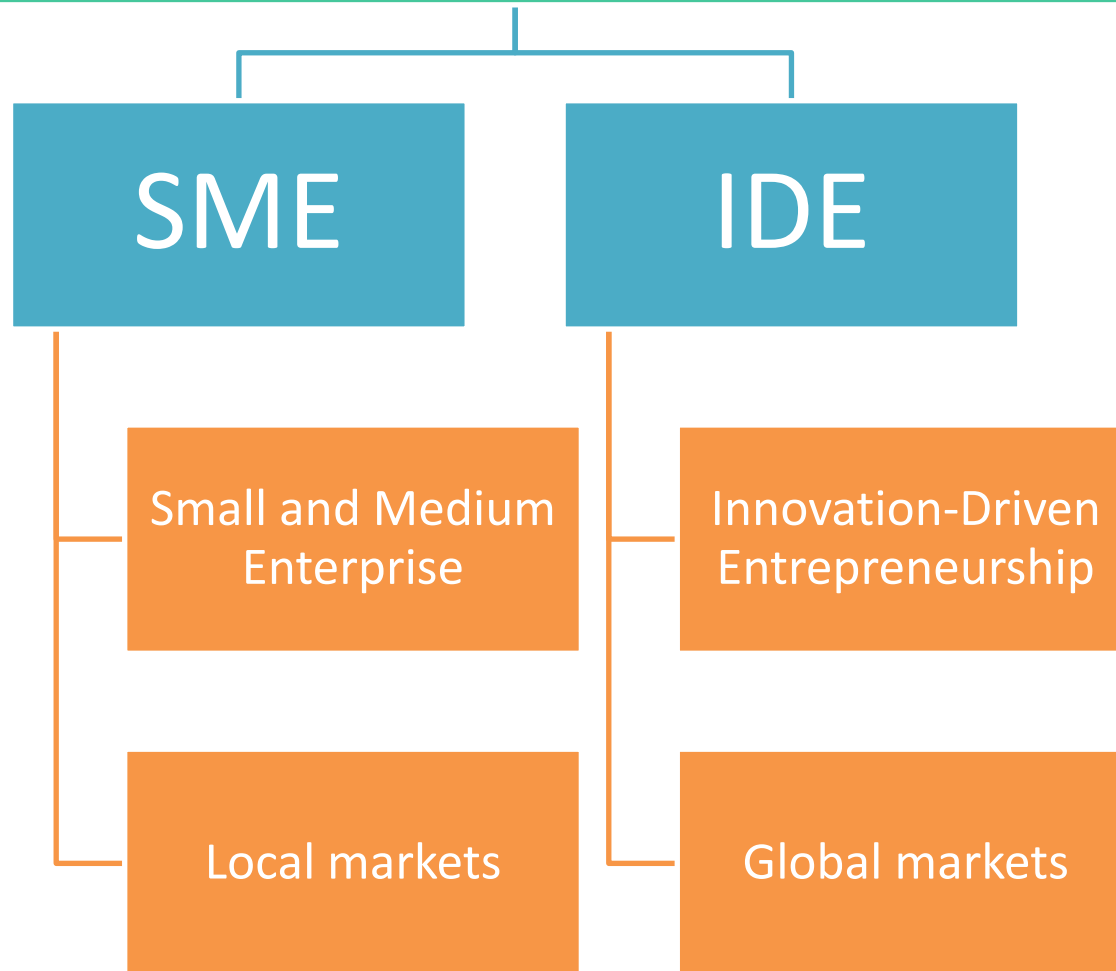 SME
IDE
Small and Medium
Enterprise
Innovation-Driven
Entrepreneurship
Local markets
Global markets